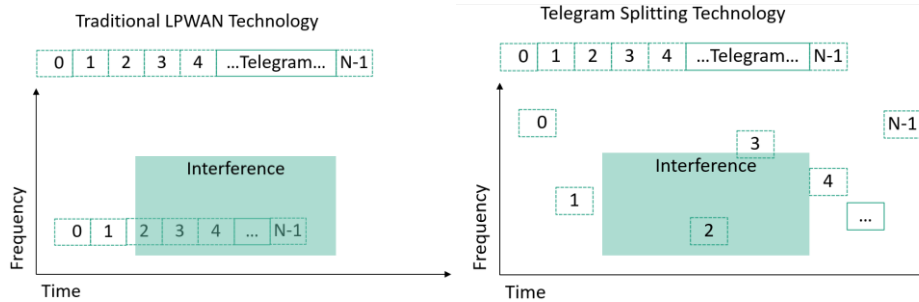 Traditional LPWAN Technology
0 1 2 3 4 ...Telegram... N-1
Interference
0 1 2 3 4 ... N-1
Frequency
Time
Telegram Splitting Technology
0 1 2 3 4 ...Telegram... N-1
0
N-1
3
Interference
4
1
...
2
Frequency
Time